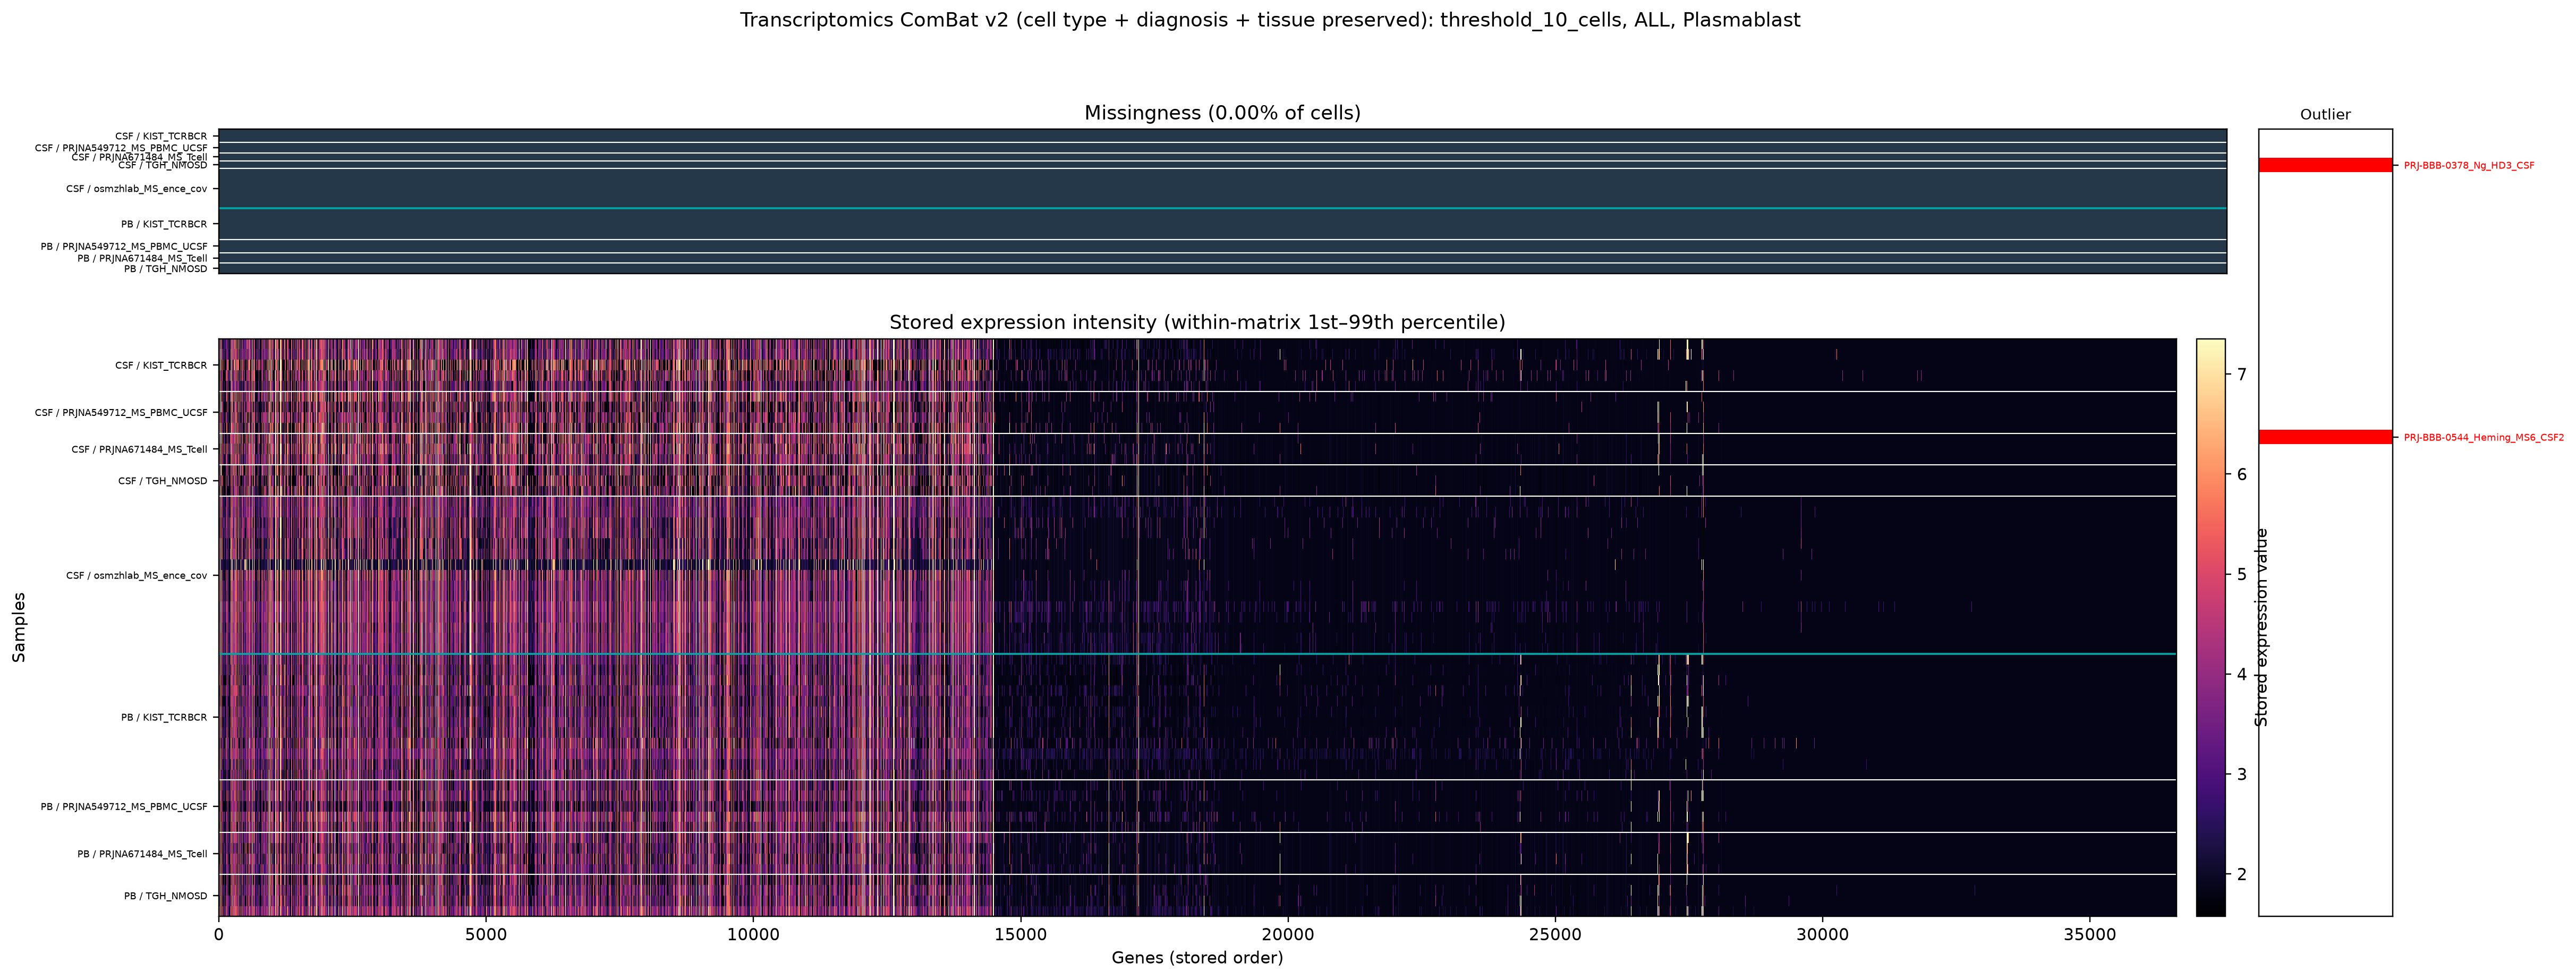 Transcriptomics ComBat v2 (cell type + diagnosis + tissue preserved): threshold_10_cells, ALL, Plasmablast
Missingness (0.00% of cells)
CSF / KIST_TCRBCR
CSF / PRJNA549712_MS_PBMC_UCSF
CSF / PRJNA671484_MS_Tcell
CSF / TGH_NMOSD
CSF / osmzhlab_MS_ence_cov
PB / KIST_TCRBCR
PB / PRJNA549712_MS_PBMC_UCSF
PB / PRJNA671484_MS_Tcell
PB / TGH_NMOSD
Outlier
PRJ-BBB-0378_Ng_HD3_CSF
PRJ-BBB-0544_Heming_MS6_CSF2
Stored expression intensity (within-matrix 1st–99th percentile)
Samples
CSF / KIST_TCRBCR
CSF / PRJNA549712_MS_PBMC_UCSF
CSF / PRJNA671484_MS_Tcell
CSF / TGH_NMOSD
CSF / osmzhlab_MS_ence_cov
PB / KIST_TCRBCR
PB / PRJNA549712_MS_PBMC_UCSF
PB / PRJNA671484_MS_Tcell
PB / TGH_NMOSD
0 5000 10000 15000 20000 25000 30000 35000
Genes (stored order)
7
6
5
4
3
2
Stored expression value